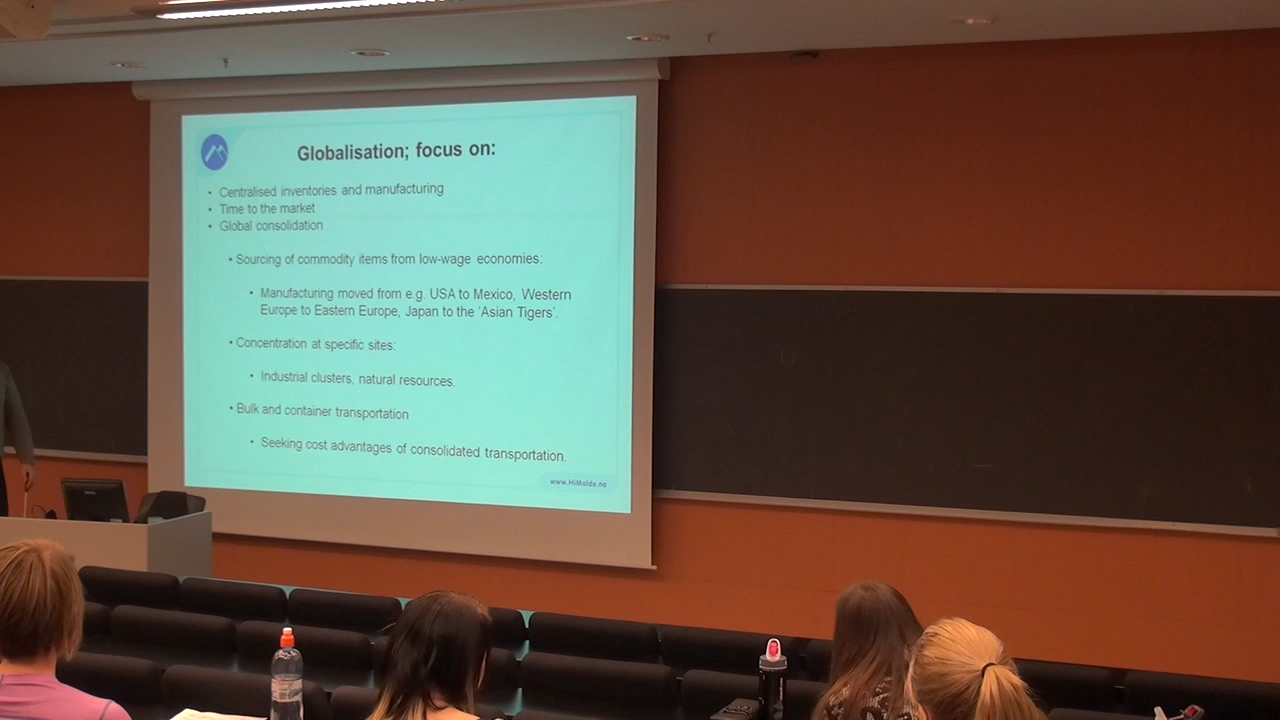 Globalisation; focus on:
• Centralised inventories and manufacturing
• Time to the market
• Global consolidation
• Sourcing of commodity items from low-wage economies:
• Manufacturing moved from e.g. USA to Mexico, Western
Europe to Eastern Europe, Japan to the 'Asian Tigers'.
• Concentration at specific sites:
• Industrial clusters, natural resources.
• Bulk and container transportation
• Seeking cost advantages of consolidated transportation.
www.HiMolde.no